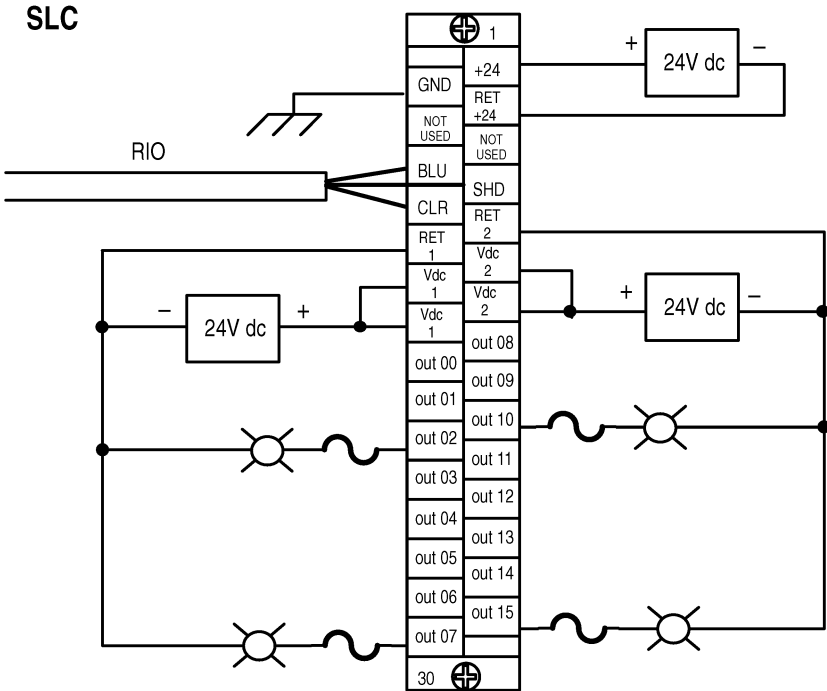 SLC
1
+ 24V dc −
+24
GND
RET
+24
NOT
USED
NOT
USED
RIO
BLU
SHD
CLR
RET
2
RET
1
Vdc
2
Vdc
1
− 24V dc +
Vdc
2
+ 24V dc −
Vdc
1
out 08
out 00
out 09
out 01
out 10
out 02
out 11
out 03
out 12
out 04
out 13
out 05
out 14
out 06
out 15
out 07
30